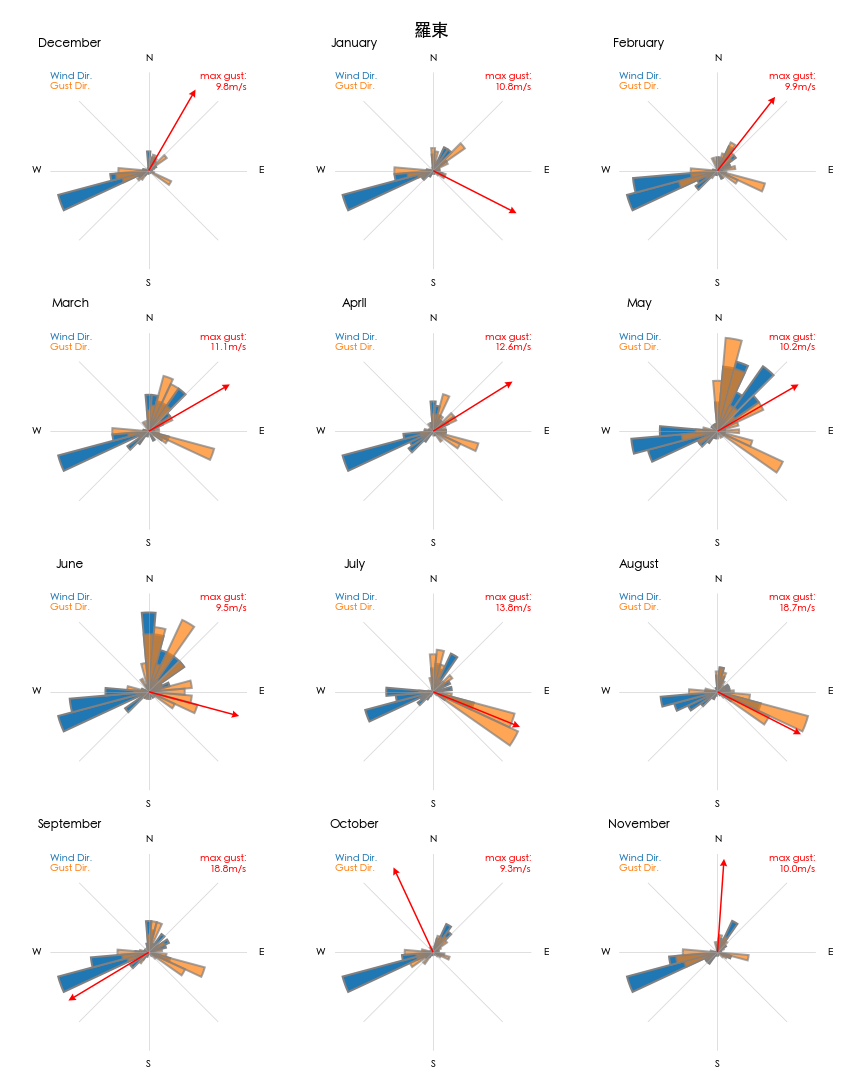 羅東
December
N
Wind Dir.
Gust Dir.
max gust:
9.8m/s
W
E
S
January
N
Wind Dir.
Gust Dir.
max gust:
10.8m/s
W
E
S
February
N
Wind Dir.
Gust Dir.
max gust:
9.9m/s
W
E
S
March
N
Wind Dir.
Gust Dir.
max gust:
11.1m/s
W
E
S
April
N
Wind Dir.
Gust Dir.
max gust:
12.6m/s
W
E
S
May
N
Wind Dir.
Gust Dir.
max gust:
10.2m/s
W
E
S
June
N
Wind Dir.
Gust Dir.
max gust:
9.5m/s
W
E
S
July
N
Wind Dir.
Gust Dir.
max gust:
13.8m/s
W
E
S
August
N
Wind Dir.
Gust Dir.
max gust:
18.7m/s
W
E
S
September
N
Wind Dir.
Gust Dir.
max gust:
18.8m/s
W
E
S
October
N
Wind Dir.
Gust Dir.
max gust:
9.3m/s
W
E
S
November
N
Wind Dir.
Gust Dir.
max gust:
10.0m/s
W
E
S